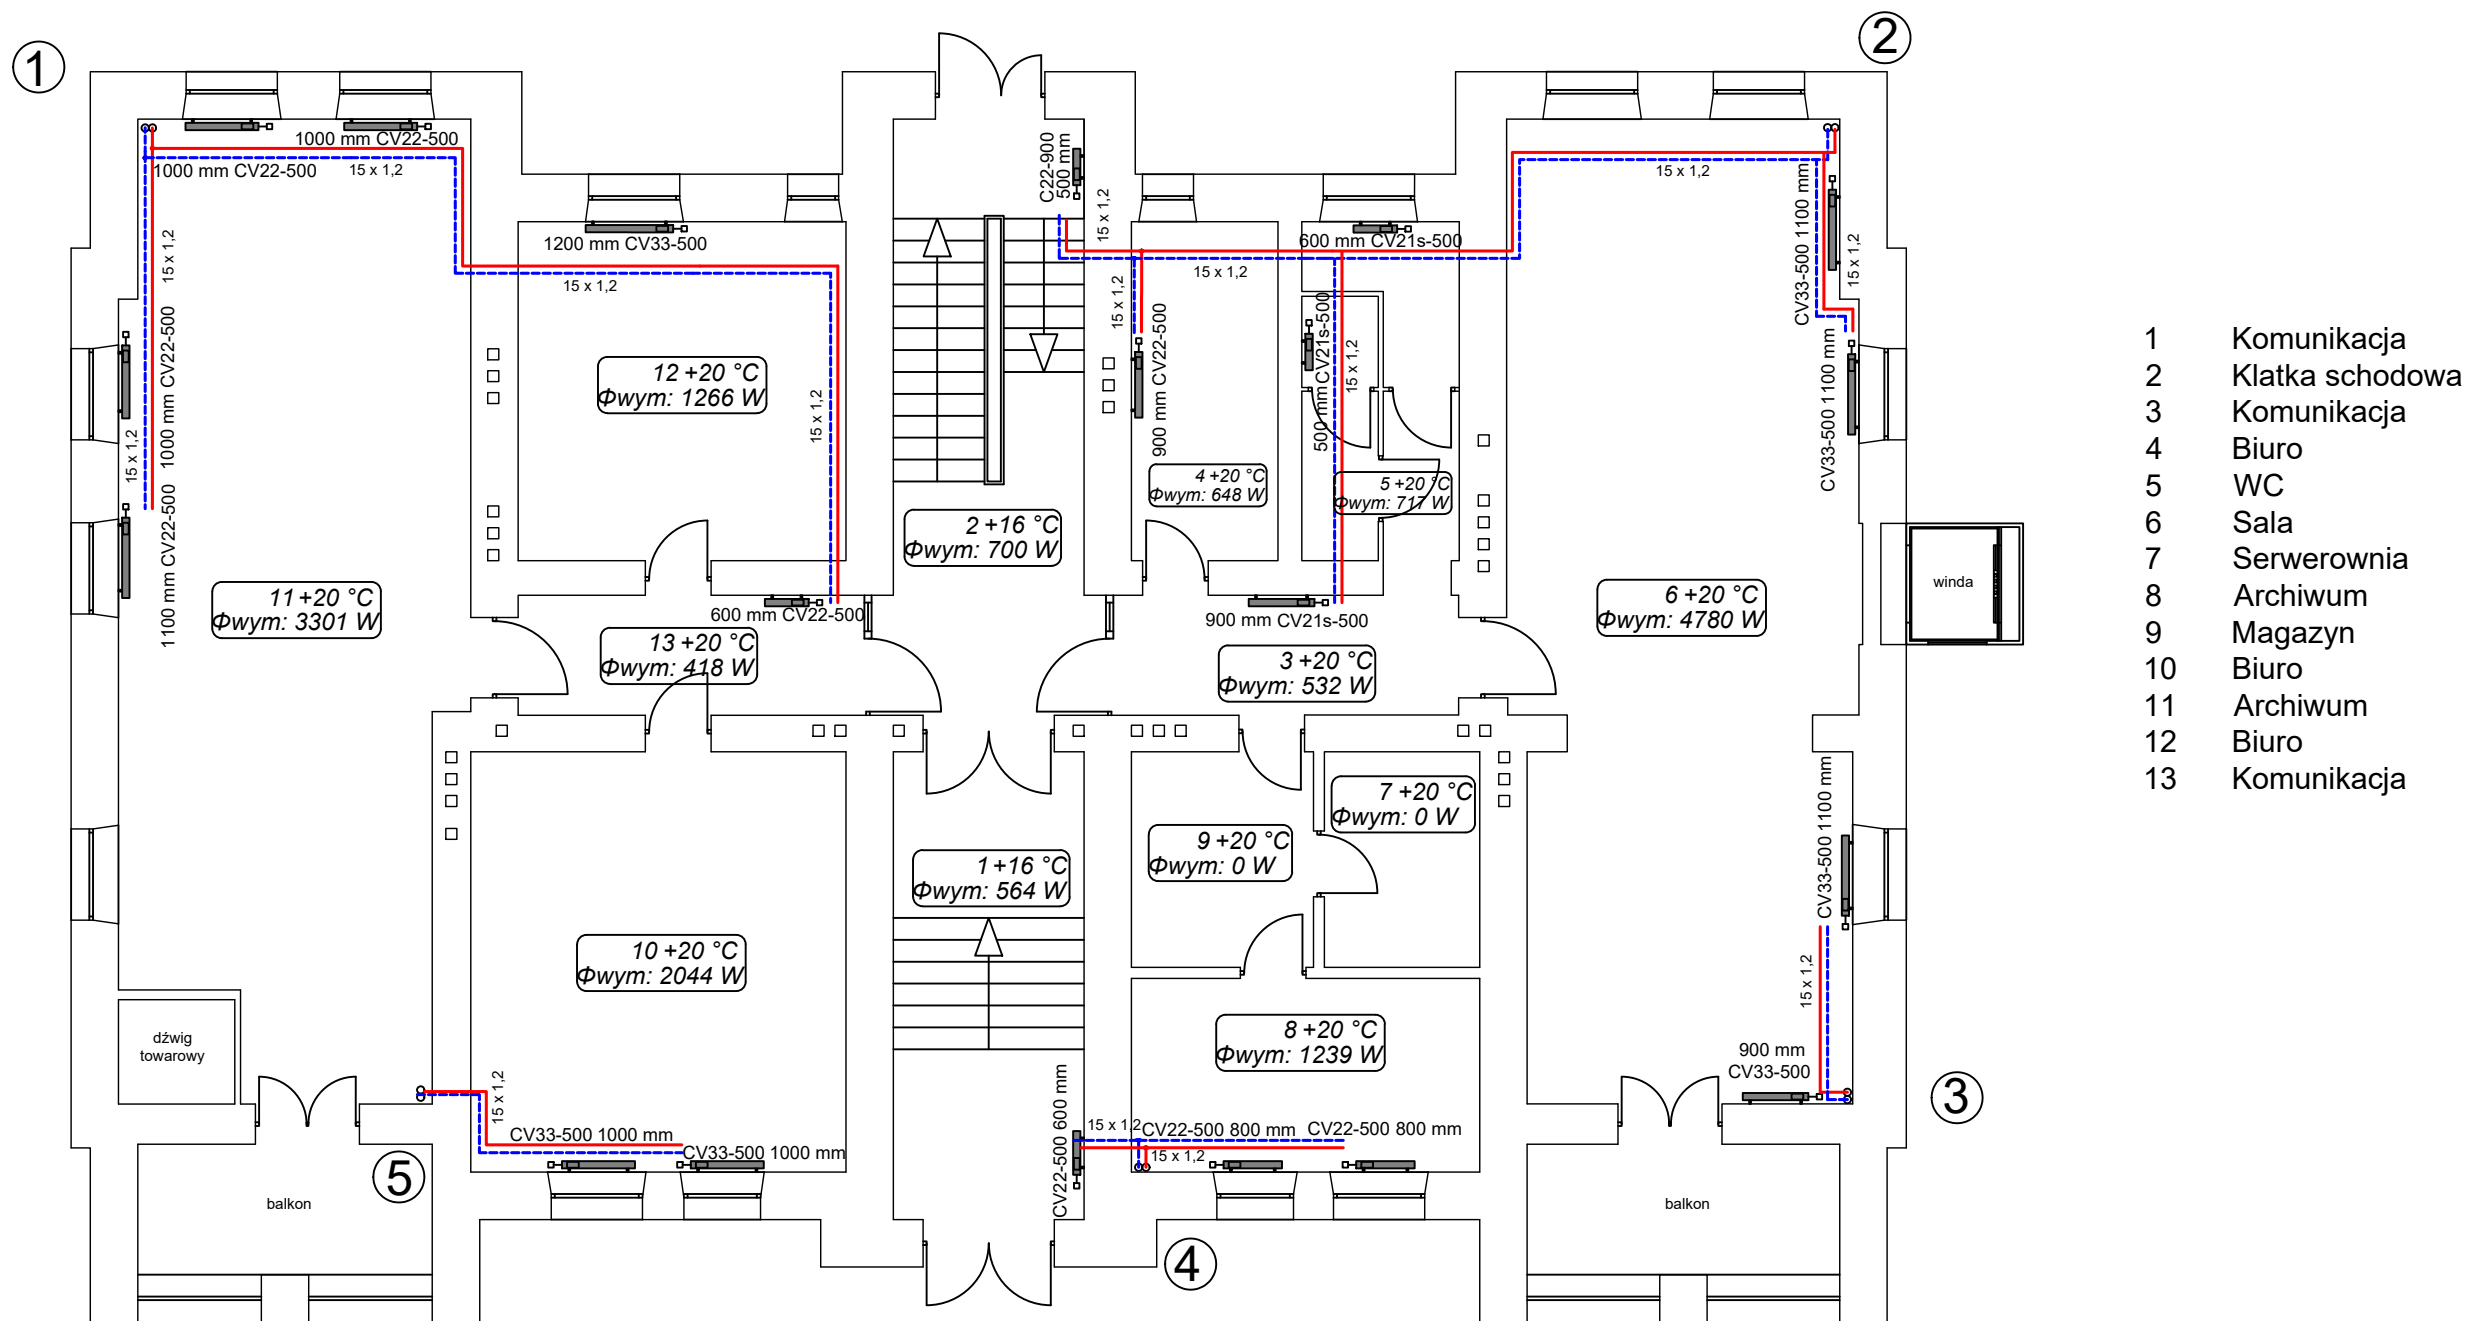 1
2
1000 mm CV22-500
1000 mm CV22-500
15 x 1,2
15 x 1,2
1000 mm CV22-500
15 x 1,2
1100 mm CV22-500
1200 mm CV33-500
15 x 1,2
15 x 1,2
12 +20 °C
Φwym: 1266 W
C22-900
500 mm
15 x 1,2
15 x 1,2
15 x 1,2
900 mm CV22-500
600 mm CV21s-500
500 mmCV21s-500
15 x 1,2
15 x 1,2
CV33-500 1100 mm
15 x 1,2
CV33-500 1100 mm
4 +20 °C
Φwym: 648 W
5 +20 °C
Φwym: 717 W
2 +16 °C
Φwym: 700 W
11 +20 °C
Φwym: 3301 W
600 mm CV22-500
13 +20 °C
Φwym: 418 W
900 mm CV21s-500
3 +20 °C
Φwym: 532 W
6 +20 °C
Φwym: 4780 W
winda
7 +20 °C
Φwym: 0 W
9 +20 °C
Φwym: 0 W
1 +16 °C
Φwym: 564 W
10 +20 °C
Φwym: 2044 W
8 +20 °C
Φwym: 1239 W
CV33-500 1100 mm
15 x 1,2
900 mm
CV33-500
3
dźwig
towarowy
15 x 1,2
CV33-500 1000 mm
CV33-500 1000 mm
CV22-500 600 mm
15 x 1,2
CV22-500 800 mm
CV22-500 800 mm
15 x 1,2
5
balkon
balkon
4
1 Komunikacja
2 Klatka schodowa
3 Komunikacja
4 Biuro
5 WC
6 Sala
7 Serwerownia
8 Archiwum
9 Magazyn
10 Biuro
11 Archiwum
12 Biuro
13 Komunikacja